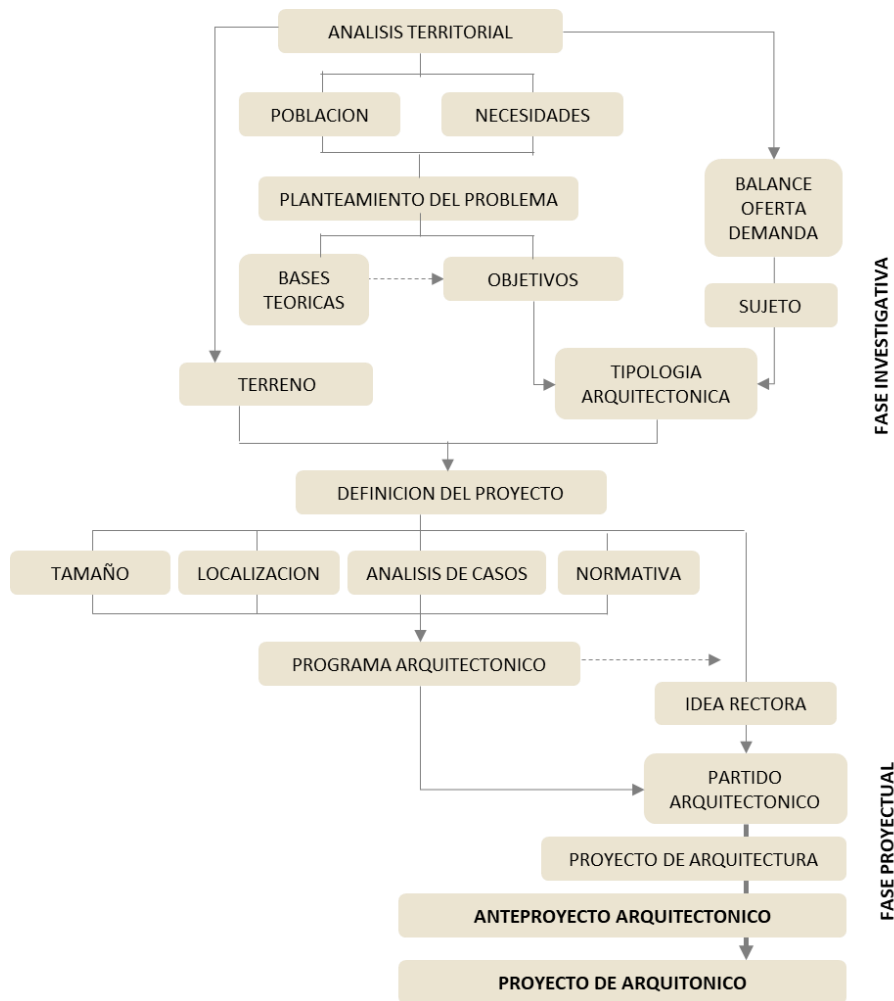 ANALISIS TERRITORIAL
POBLACION
NECESIDADES
PLANTEAMIENTO DEL PROBLEMA
BALANCE
OFERTA
DEMANDA
BASES
TEORICAS
OBJETIVOS
SUJETO
TERRENO
TIPOLOGIA
ARQUITECTONICA
FASE INVESTIGATIVA
DEFINICION DEL PROYECTO
TAMAÑO
LOCALIZACION
ANALISIS DE CASOS
NORMATIVA
PROGRAMA ARQUITECTONICO
IDEA RECTORA
PARTIDO
ARQUITECTONICO
PROYECTO DE ARQUITECTURA
ANTEPROYECTO ARQUITECTONICO
PROYECTO DE ARQUITONICO
FASE PROYECTUAL